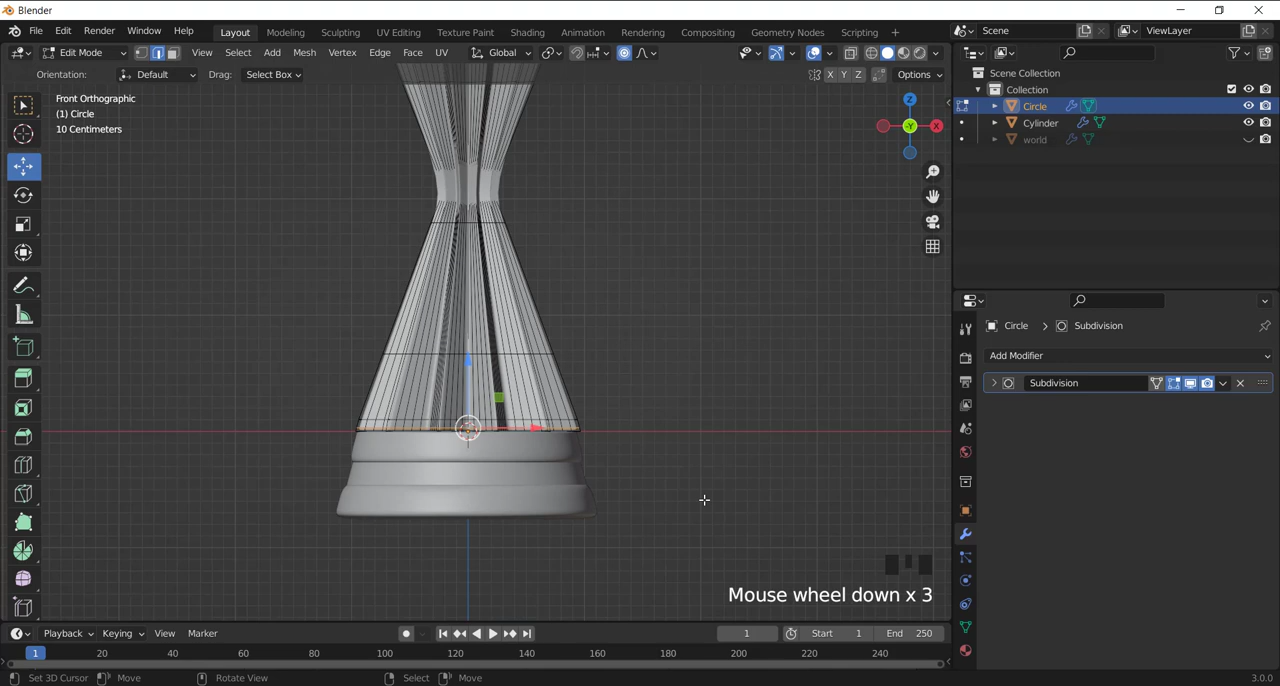 Blender
File Edit Render Window Help Layout Modeling Sculpting UV Editing Texture Paint Shading Animation Rendering Compositing Geometry Nodes Scripting + Scene ViewLayer
Edit Mode View Select Add Mesh Vertex Edge Face UV Global
Orientation: Default Drag: Select Box X Y Z Options
Front Orthographic
(1) Circle
10 Centimeters
Z
Y
X
Scene Collection
Collection
Circle
Cylinder
world
Circle Subdivision
Add Modifier
Subdivision
Mouse wheel down x 3
Playback Keying View Marker 1 Start 1 End 250
1 20 40 60 80 100 120 140 160 180 200 220 240
Set 3D Cursor Move Rotate View Select Move 3.0.0